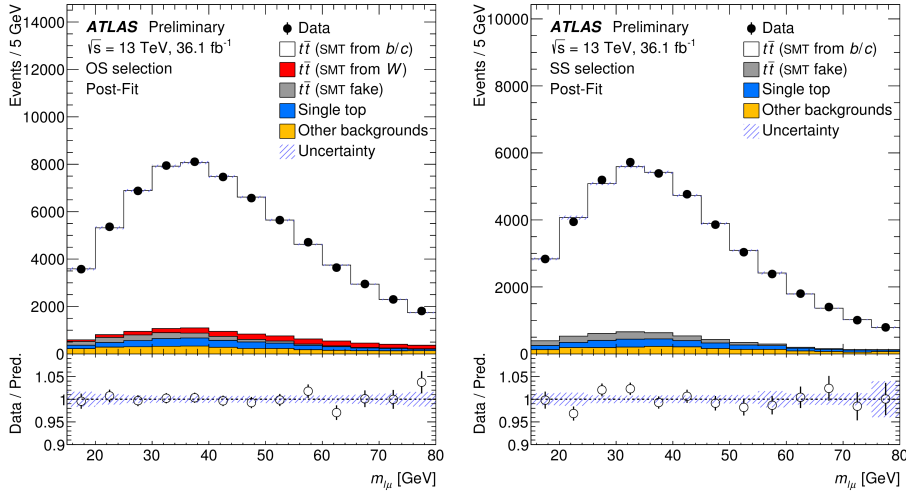 ATLAS Preliminary
√s = 13 TeV, 36.1 fb⁻¹
OS selection
Post-Fit
Data
tt̄ (SMT from b/c)
tt̄ (SMT from W)
tt̄ (SMT fake)
Single top
Other backgrounds
Uncertainty
Events / 5 GeV
14000
12000
10000
8000
6000
4000
2000
0
Data / Pred.
1.05
1
0.95
0.9
20 30 40 50 60 70 80
m_lμ [GeV]
ATLAS Preliminary
√s = 13 TeV, 36.1 fb⁻¹
SS selection
Post-Fit
Data
tt̄ (SMT from b/c)
tt̄ (SMT fake)
Single top
Other backgrounds
Uncertainty
Events / 5 GeV
10000
8000
6000
4000
2000
0
Data / Pred.
1.05
1
0.95
0.9
20 30 40 50 60 70 80
m_lμ [GeV]